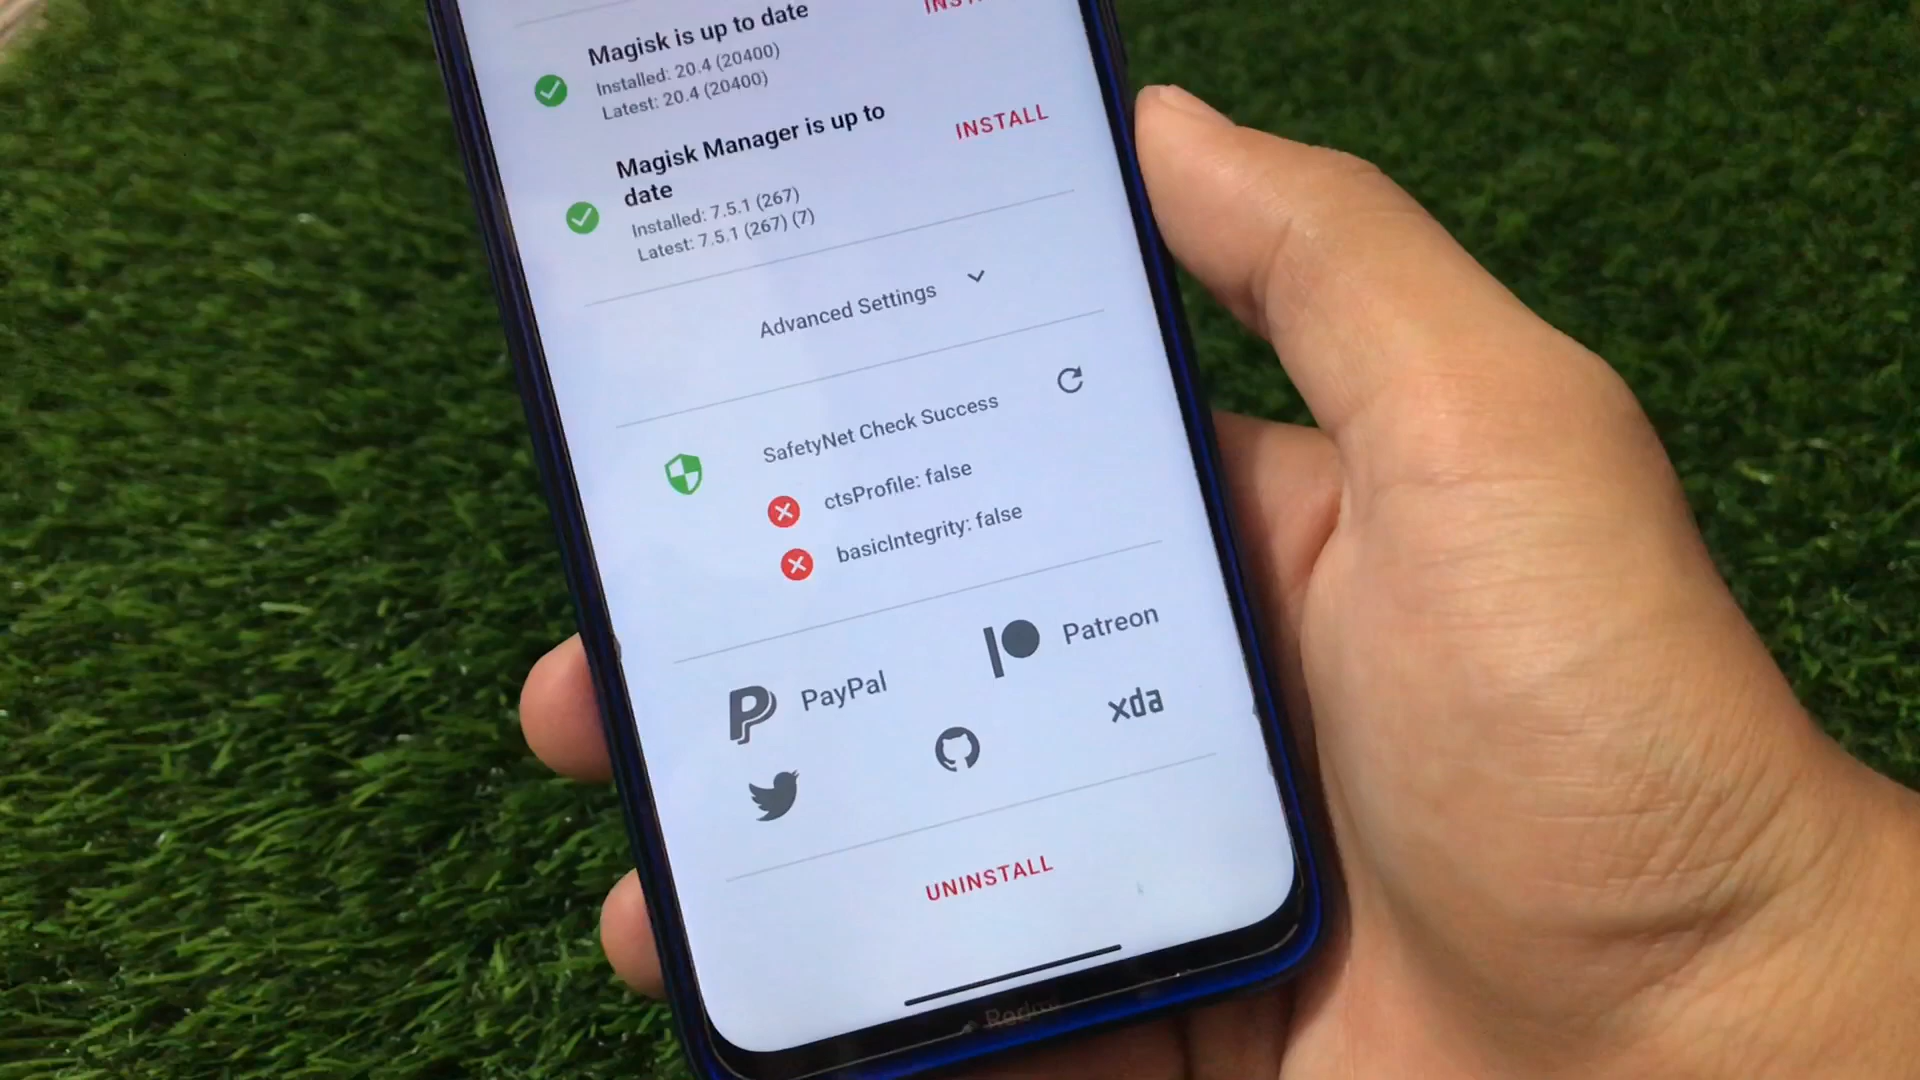 Magisk is up to date
Installed: 20.4 (20400)
Latest: 20.4 (20400)
Magisk Manager is up to
date
INSTALL
Installed: 7.5.1 (267)
Latest: 7.5.1 (267) (7)
Advanced Settings
SafetyNet Check Success
ctsProfile: false
basicIntegrity: false
PayPal
Patreon
xda
UNINSTALL